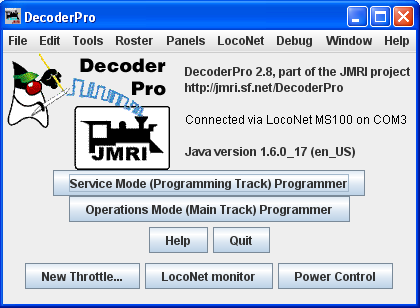 DecoderPro
File Edit Tools Roster Panels LocoNet Debug Window Help
Decoder
Pro
JMRI
DecoderPro 2.8, part of the JMRI project
http://jmri.sf.net/DecoderPro
Connected via LocoNet MS100 on COM3
Java version 1.6.0_17 (en_US)
Service Mode (Programming Track) Programmer
Operations Mode (Main Track) Programmer
Help Quit
New Throttle... LocoNet monitor Power Control